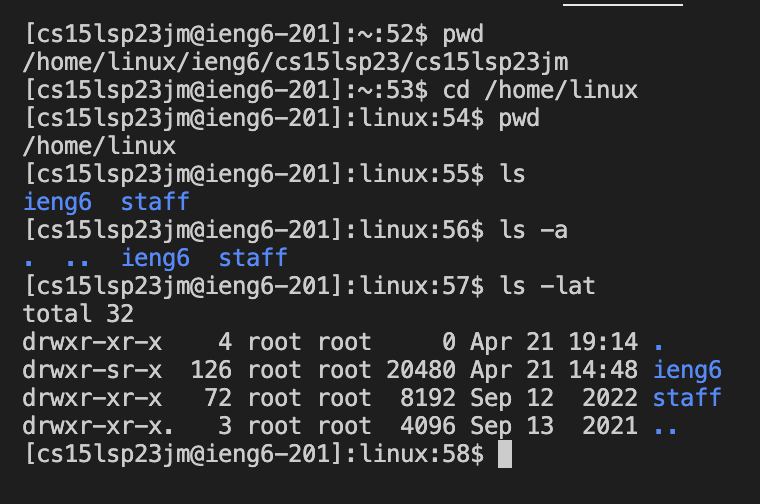 [cs15lsp23jm@ieng6-201]:~:52$ pwd
/home/linux/ieng6/cs15lsp23/cs15lsp23jm
[cs15lsp23jm@ieng6-201]:~:53$ cd /home/linux
[cs15lsp23jm@ieng6-201]:linux:54$ pwd
/home/linux
[cs15lsp23jm@ieng6-201]:linux:55$ ls
ieng6  staff
[cs15lsp23jm@ieng6-201]:linux:56$ ls -a
.  ..  ieng6  staff
[cs15lsp23jm@ieng6-201]:linux:57$ ls -lat
total 32
drwxr-xr-x    4 root root     0 Apr 21 19:14 .
drwxr-sr-x  126 root root 20480 Apr 21 14:48 ieng6
drwxr-xr-x   72 root root  8192 Sep 12  2022 staff
drwxr-xr-x.   3 root root  4096 Sep 13  2021 ..
[cs15lsp23jm@ieng6-201]:linux:58$